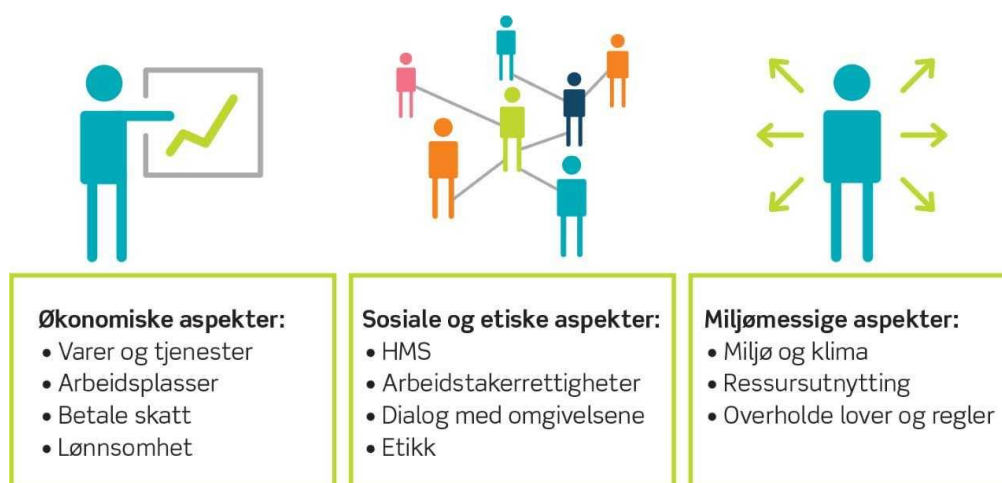 Økonomiske aspekter:
• Varer og tjenester
• Arbeidsplasser
• Betale skatt
• Lønnsomhet
Sosiale og etiske aspekter:
• HMS
• Arbeidstakerrettigheter
• Dialog med omgivelsene
• Etikk
Miljømessige aspekter:
• Miljø og klima
• Ressursutnytting
• Overholde lover og regler